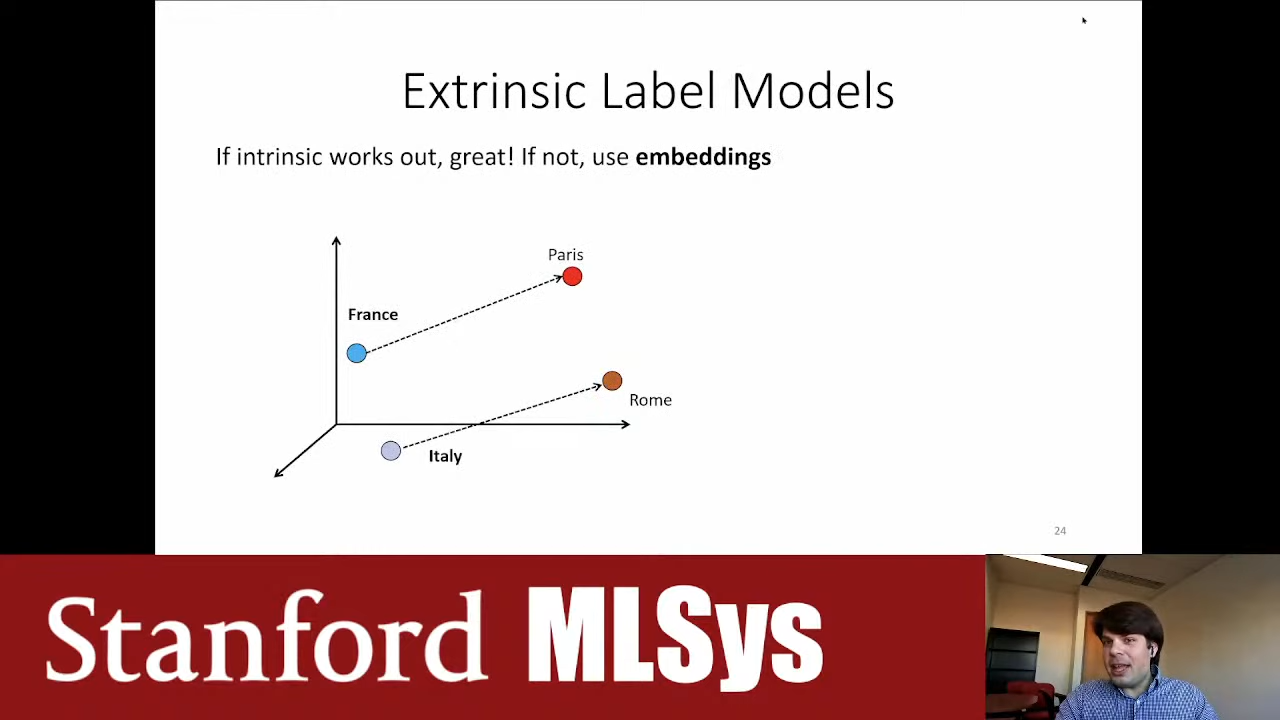 Extrinsic Label Models
If intrinsic works out, great! If not, use embeddings
Paris
France
Rome
Italy
24
Stanford MLSys